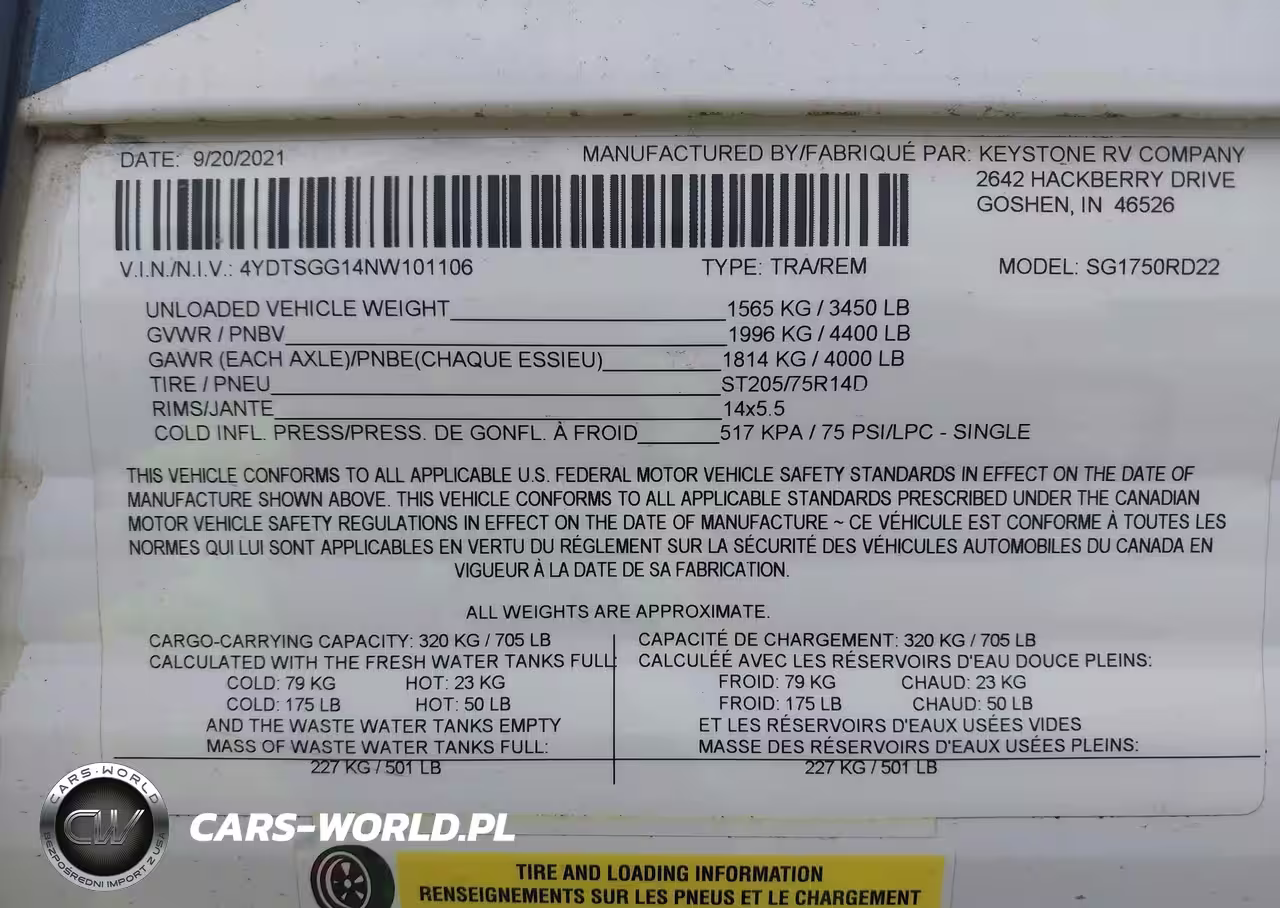 DATE: 9/20/2021
MANUFACTURED BY/FABRIQUÉ PAR: KEYSTONE RV COMPANY
2642 HACKBERRY DRIVE
GOSHEN, IN 46526
V.I.N./N.I.V.: 4YDTSGG14NW101106 TYPE: TRA/REM MODEL: SG1750RD22
UNLOADED VEHICLE WEIGHT 1565 KG / 3450 LB
GVWR / PNBV 1996 KG / 4400 LB
GAWR (EACH AXLE)/PNBE(CHAQUE ESSIEU) 1814 KG / 4000 LB
TIRE / PNEU ST205/75R14D
RIMS/JANTE 14x5.5
COLD INFL. PRESS/PRESS. DE GONFL. À FROID 517 KPA / 75 PSI/LPC - SINGLE
THIS VEHICLE CONFORMS TO ALL APPLICABLE U.S. FEDERAL MOTOR VEHICLE SAFETY STANDARDS IN EFFECT ON THE DATE OF
MANUFACTURE SHOWN ABOVE. THIS VEHICLE CONFORMS TO ALL APPLICABLE STANDARDS PRESCRIBED UNDER THE CANADIAN
MOTOR VEHICLE SAFETY REGULATIONS IN EFFECT ON THE DATE OF MANUFACTURE ~ CE VÉHICULE EST CONFORME À TOUTES LES
NORMES QUI LUI SONT APPLICABLES EN VERTU DU RÉGLEMENT SUR LA SÉCURITÉ DES VÉHICULES AUTOMOBILES DU CANADA EN
VIGUEUR À LA DATE DE SA FABRICATION.
ALL WEIGHTS ARE APPROXIMATE.
CARGO-CARRYING CAPACITY: 320 KG / 705 LB
CALCULATED WITH THE FRESH WATER TANKS FULL:
COLD: 79 KG HOT: 23 KG
COLD: 175 LB HOT: 50 LB
AND THE WASTE WATER TANKS EMPTY
MASS OF WASTE WATER TANKS FULL:
227 KG / 501 LB
CAPACITÉ DE CHARGEMENT: 320 KG / 705 LB
CALCULÉÉ AVEC LES RÉSERVOIRS D'EAU DOUCE PLEINS:
FROID: 79 KG CHAUD: 23 KG
FROID: 175 LB CHAUD: 50 LB
ET LES RÉSERVOIRS D'EAUX USÉES VIDES
MASSE DES RÉSERVOIRS D'EAUX USÉES PLEINS:
227 KG / 501 LB
CARS-WORLD
CW
BEZPOŚREDNI IMPORT Z USA
CARS-WORLD.PL
TIRE AND LOADING INFORMATION
RENSEIGNEMENTS SUR LES PNEUS ET LE CHARGEMENT